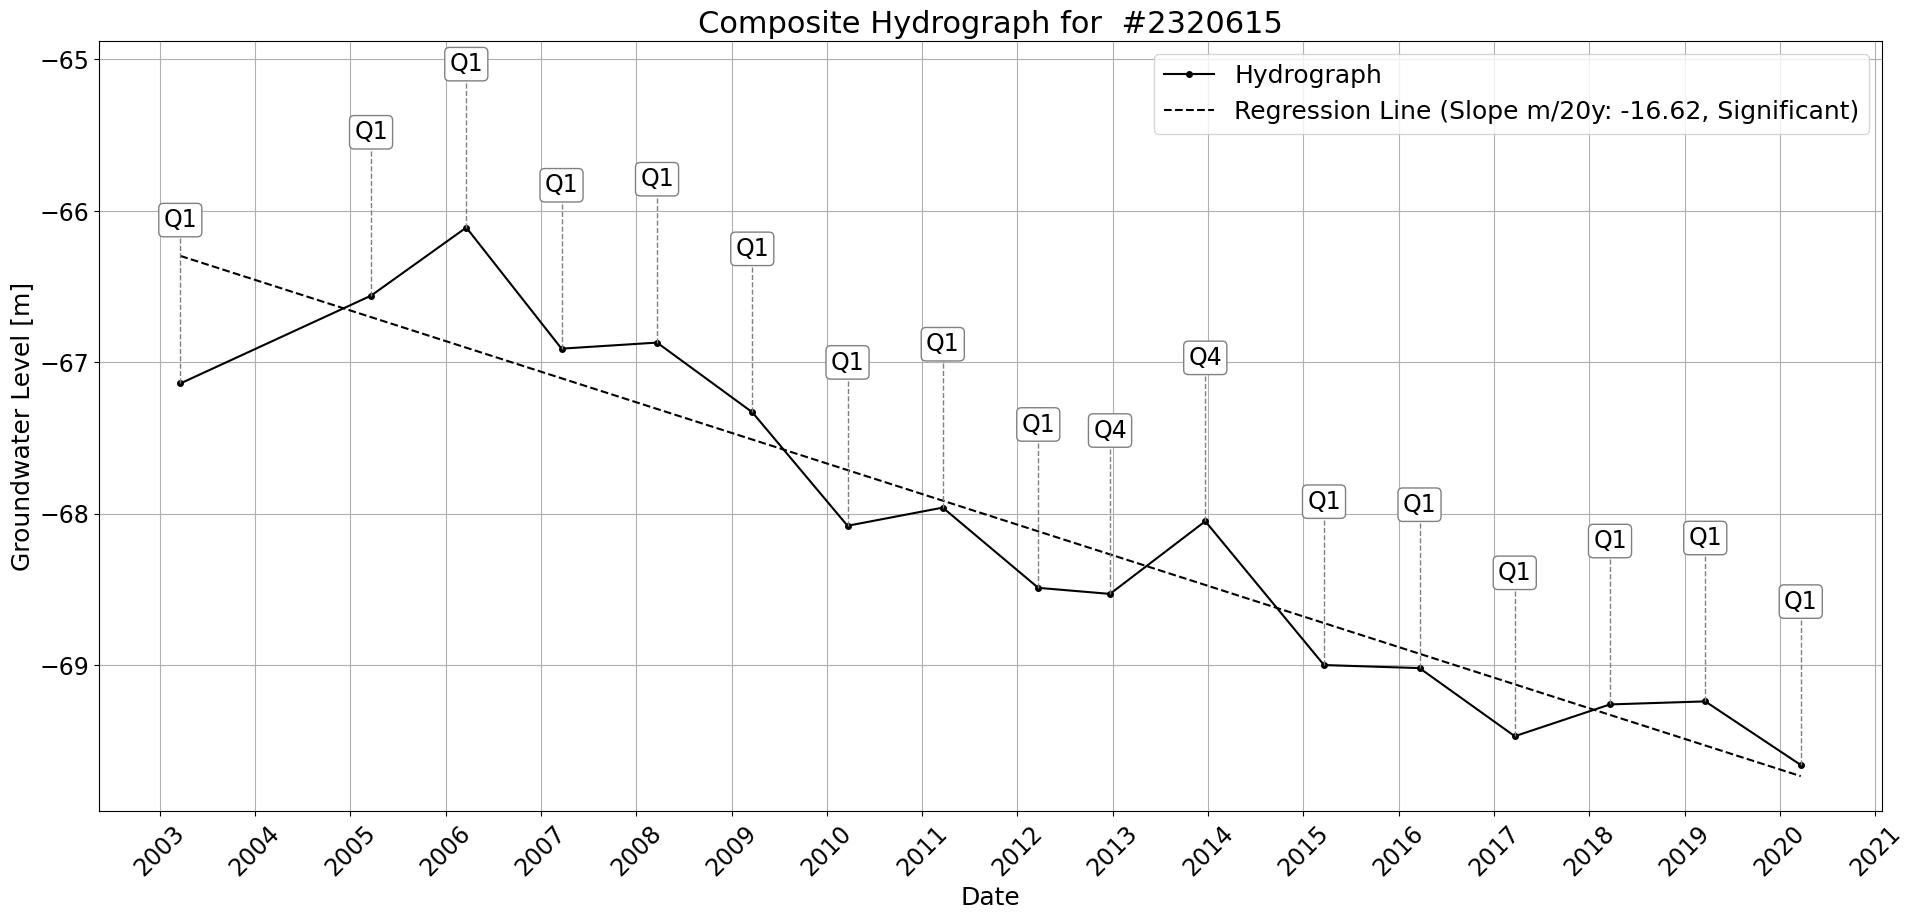 Composite Hydrograph for #2320615
Hydrograph
Regression Line (Slope m/20y: -16.62, Significant)
Groundwater Level [m]
−65
−66
−67
−68
−69
Q1
Q1
Q1
Q1
Q1
Q1
Q1
Q1
Q1
Q4
Q4
Q1
Q1
Q1
Q1
Q1
Q1
2003
2004
2005
2006
2007
2008
2009
2010
2011
2012
2013
2014
2015
2016
2017
2018
2019
2020
2021
Date